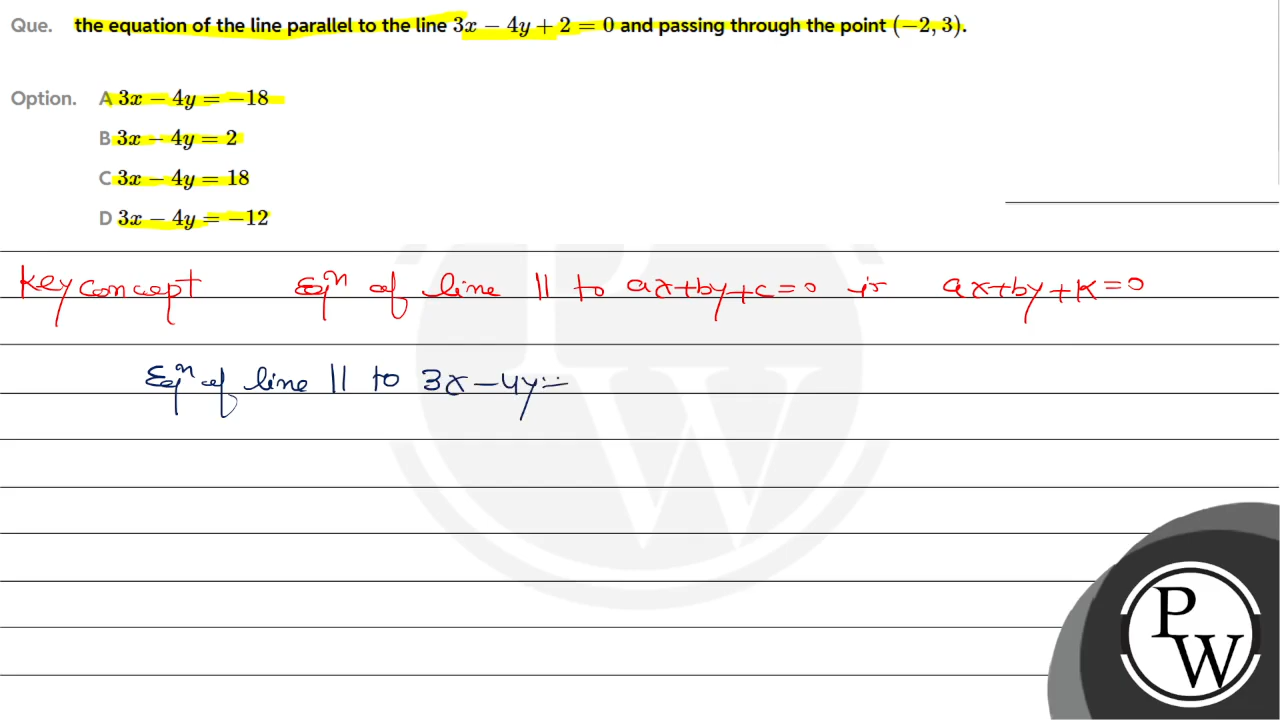 Que. the equation of the line parallel to the line 3x − 4y + 2 = 0 and passing through the point (−2, 3).
Option. A 3x − 4y = −18
B 3x − 4y = 2
C 3x − 4y = 18
D 3x − 4y = −12
Key concept Eqⁿ of line || to ax+by+c=0 is ax+by+K=0
Eqⁿ of line || to 3x−4y=
PW